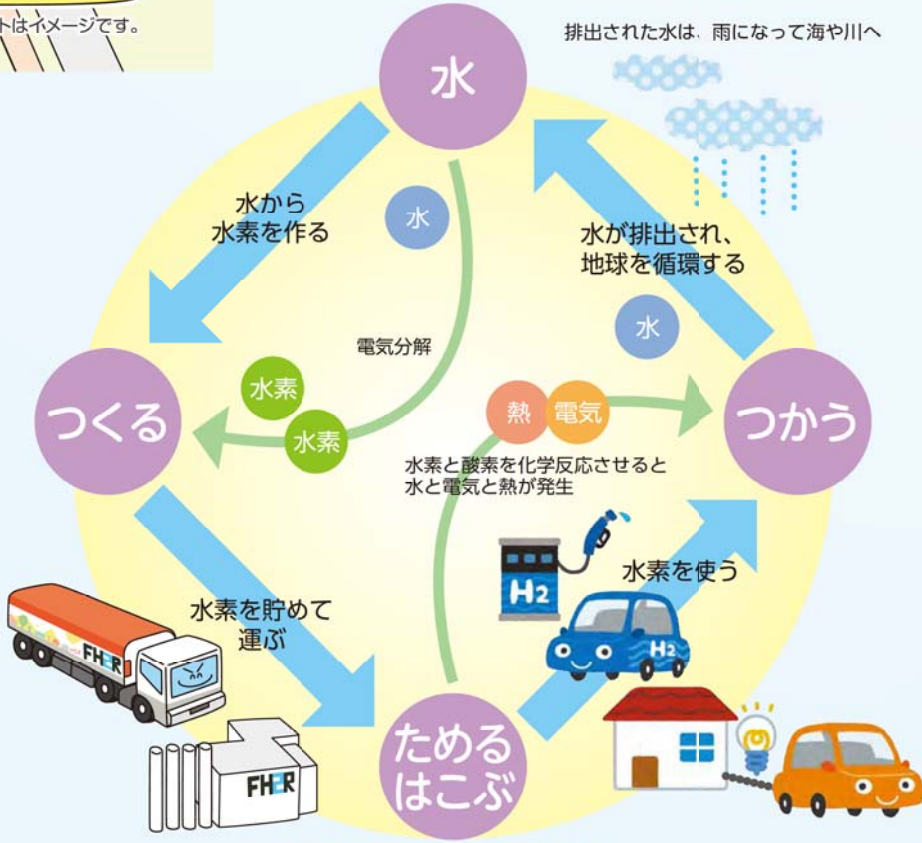 トはイメージです。
排出された水は、雨になって海や川へ
水
水から
水素を作る
水
水が排出され、
地球を循環する
水
電気分解
つくる
水素
水素
熱
電気
つかう
水素と酸素を化学反応させると
水と電気と熱が発生
H2
水素を使う
H2
水素を貯めて
運ぶ
FH2R
FH2R
ためる
はこぶ